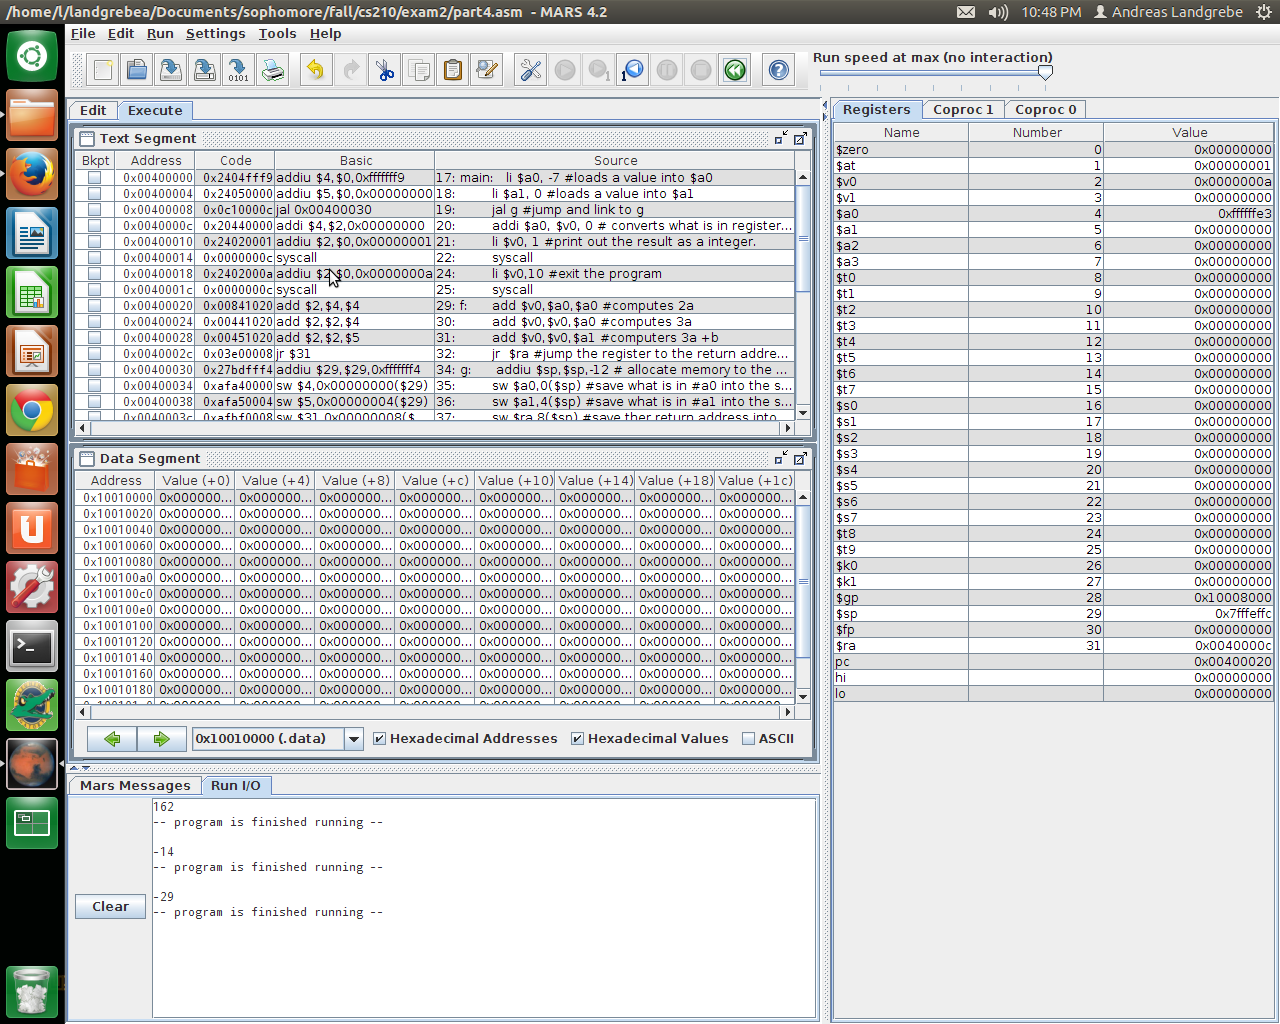 /home/l/landgrebea/Documents/sophomore/fall/cs210/exam2/part4.asm - MARS 4.2
10:48 PM Andreas Landgrebe
File Edit Run Settings Tools Help
Run speed at max (no interaction)
Edit Execute
Text Segment
Bkpt Address Code Basic Source
0x00400000 0x2404fff9 addiu $4,$0,0xfffffff9 17: main: li $a0, -7 #loads a value into $a0
0x00400004 0x24050000 addiu $5,$0,0x00000000 18: li $a1, 0 #loads a value into $a1
0x00400008 0x0c10000c jal 0x00400030 19: jal g #jump and link to g
0x0040000c 0x20440000 addi $4,$2,0x00000000 20: addi $a0, $v0, 0 # converts what is in register...
0x00400010 0x24020001 addiu $2,$0,0x00000001 21: li $v0, 1 #print out the result as a integer.
0x00400014 0x0000000c syscall 22: syscall
0x00400018 0x2402000a addiu $2,$0,0x0000000a 24: li $v0,10 #exit the program
0x0040001c 0x0000000c syscall 25: syscall
0x00400020 0x00841020 add $2,$4,$4 29: f: add $v0,$a0,$a0 #computes 2a
0x00400024 0x00441020 add $2,$2,$4 30: add $v0,$v0,$a0 #computes 3a
0x00400028 0x00451020 add $2,$2,$5 31: add $v0,$v0,$a1 #computers 3a +b
0x0040002c 0x03e00008 jr $31 32: jr $ra #jump the register to the return addre...
0x00400030 0x27bdfff4 addiu $29,$29,0xfffffff4 34: g: addiu $sp,$sp,-12 # allocate memory to the ...
0x00400034 0xafa40000 sw $4,0x00000000($29) 35: sw $a0,0($sp) #save what is in #a0 into the s...
0x00400038 0xafa50004 sw $5,0x00000004($29) 36: sw $a1,4($sp) #save what is in #a1 into the s...
0x0040003c 0xafbf0008 sw $31,0x00000008($ 37: sw $ra,8($sp) #save ther return address into
Data Segment
Address Value (+0) Value (+4) Value (+8) Value (+c) Value (+10) Value (+14) Value (+18) Value (+1c)
0x10010000 0x000000... 0x000000... 0x000000... 0x000000... 0x000000... 0x000000... 0x000000... 0x000000...
0x10010020 0x000000... 0x000000... 0x000000... 0x000000... 0x000000... 0x000000... 0x000000... 0x000000...
0x10010040 0x000000... 0x000000... 0x000000... 0x000000... 0x000000... 0x000000... 0x000000... 0x000000...
0x10010060 0x000000... 0x000000... 0x000000... 0x000000... 0x000000... 0x000000... 0x000000... 0x000000...
0x10010080 0x000000... 0x000000... 0x000000... 0x000000... 0x000000... 0x000000... 0x000000... 0x000000...
0x100100a0 0x000000... 0x000000... 0x000000... 0x000000... 0x000000... 0x000000... 0x000000... 0x000000...
0x100100c0 0x000000... 0x000000... 0x000000... 0x000000... 0x000000... 0x000000... 0x000000... 0x000000...
0x100100e0 0x000000... 0x000000... 0x000000... 0x000000... 0x000000... 0x000000... 0x000000... 0x000000...
0x10010100 0x000000... 0x000000... 0x000000... 0x000000... 0x000000... 0x000000... 0x000000... 0x000000...
0x10010120 0x000000... 0x000000... 0x000000... 0x000000... 0x000000... 0x000000... 0x000000... 0x000000...
0x10010140 0x000000... 0x000000... 0x000000... 0x000000... 0x000000... 0x000000... 0x000000... 0x000000...
0x10010160 0x000000... 0x000000... 0x000000... 0x000000... 0x000000... 0x000000... 0x000000... 0x000000...
0x10010180 0x000000... 0x000000... 0x000000... 0x000000... 0x000000... 0x000000... 0x000000... 0x000000...
0x10010000 (.data) Hexadecimal Addresses Hexadecimal Values ASCII
Mars Messages Run I/O
162
-- program is finished running --
-14
-- program is finished running --
-29
-- program is finished running --
Clear
Registers Coproc 1 Coproc 0
Name Number Value
$zero 0 0x00000000
$at 1 0x00000001
$v0 2 0x0000000a
$v1 3 0x00000000
$a0 4 0xffffffe3
$a1 5 0x00000000
$a2 6 0x00000000
$a3 7 0x00000000
$t0 8 0x00000000
$t1 9 0x00000000
$t2 10 0x00000000
$t3 11 0x00000000
$t4 12 0x00000000
$t5 13 0x00000000
$t6 14 0x00000000
$t7 15 0x00000000
$s0 16 0x00000000
$s1 17 0x00000000
$s2 18 0x00000000
$s3 19 0x00000000
$s4 20 0x00000000
$s5 21 0x00000000
$s6 22 0x00000000
$s7 23 0x00000000
$t8 24 0x00000000
$t9 25 0x00000000
$k0 26 0x00000000
$k1 27 0x00000000
$gp 28 0x10008000
$sp 29 0x7fffeffc
$fp 30 0x00000000
$ra 31 0x0040000c
pc 0x00400020
hi 0x00000000
lo 0x00000000